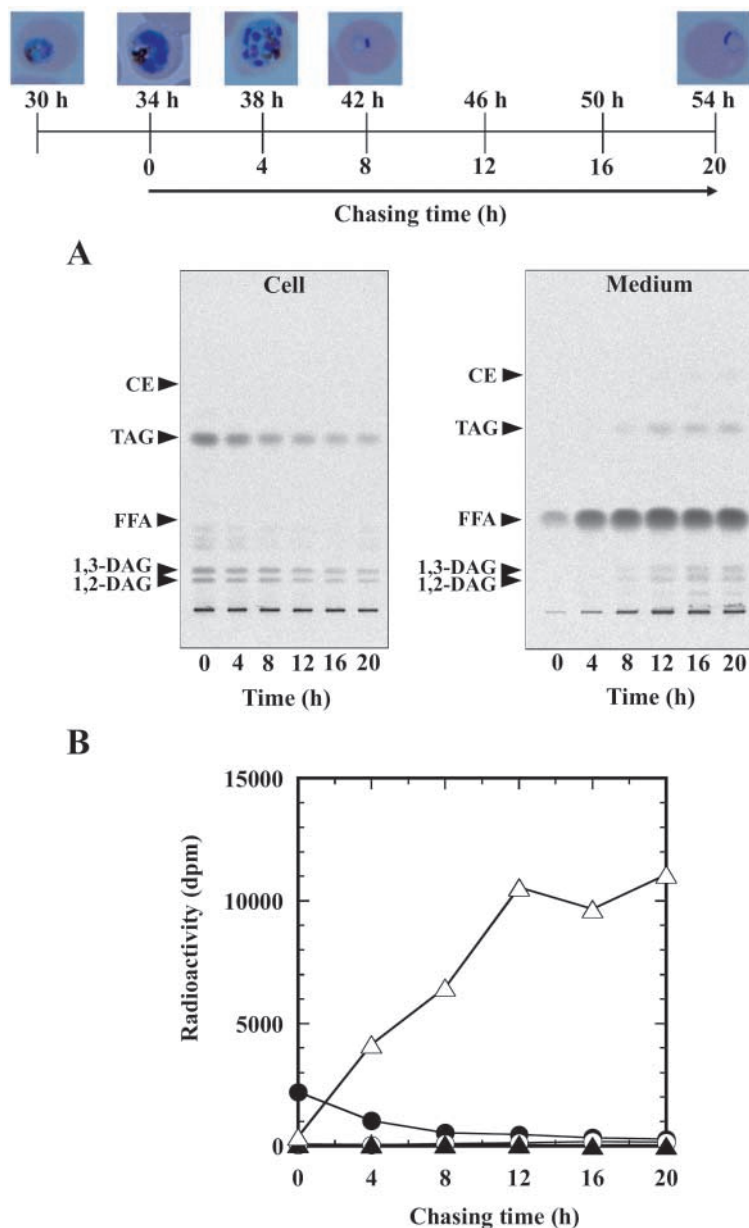 30 h 34 h 38 h 42 h 46 h 50 h 54 h
0 4 8 12 16 20
Chasing time (h)
A
Cell
CE
TAG
FFA
1,3-DAG
1,2-DAG
0 4 8 12 16 20
Time (h)
Medium
CE
TAG
FFA
1,3-DAG
1,2-DAG
0 4 8 12 16 20
Time (h)
B
Radioactivity (dpm)
15000
10000
5000
0
0 4 8 12 16 20
Chasing time (h)